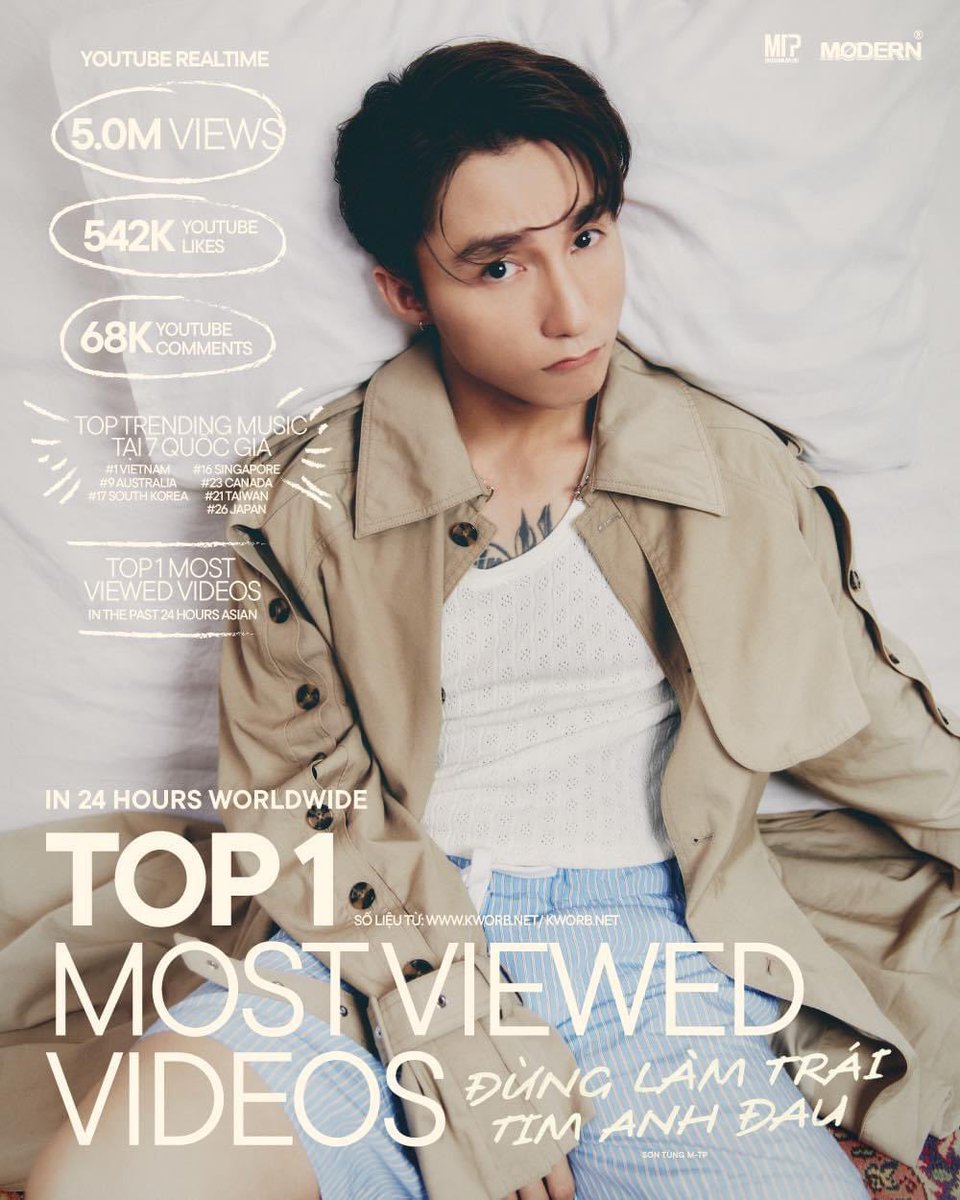 YOUTUBE REALTIME
MTP
MODERN®
5.0M VIEWS
542K YOUTUBE
LIKES
68K YOUTUBE
COMMENTS
TOP TRENDING MUSIC
TẠI 7 QUỐC GIA
#1 VIETNAM #16 SINGAPORE
#9 AUSTRALIA #23 CANADA
#17 SOUTH KOREA #21 TAIWAN
#26 JAPAN
TOP 1 MOST
VIEWED VIDEOS
IN THE PAST 24 HOURS ASIAN
IN 24 HOURS WORLDWIDE
TOP 1
SỐ LIỆU TỪ: WWW.KWORB.NET/ KWORB.NET
MOST VIEWED
VIDEOS
ĐỪNG LÀM TRÁI
TIM ANH ĐAU
SƠN TÙNG M-TP